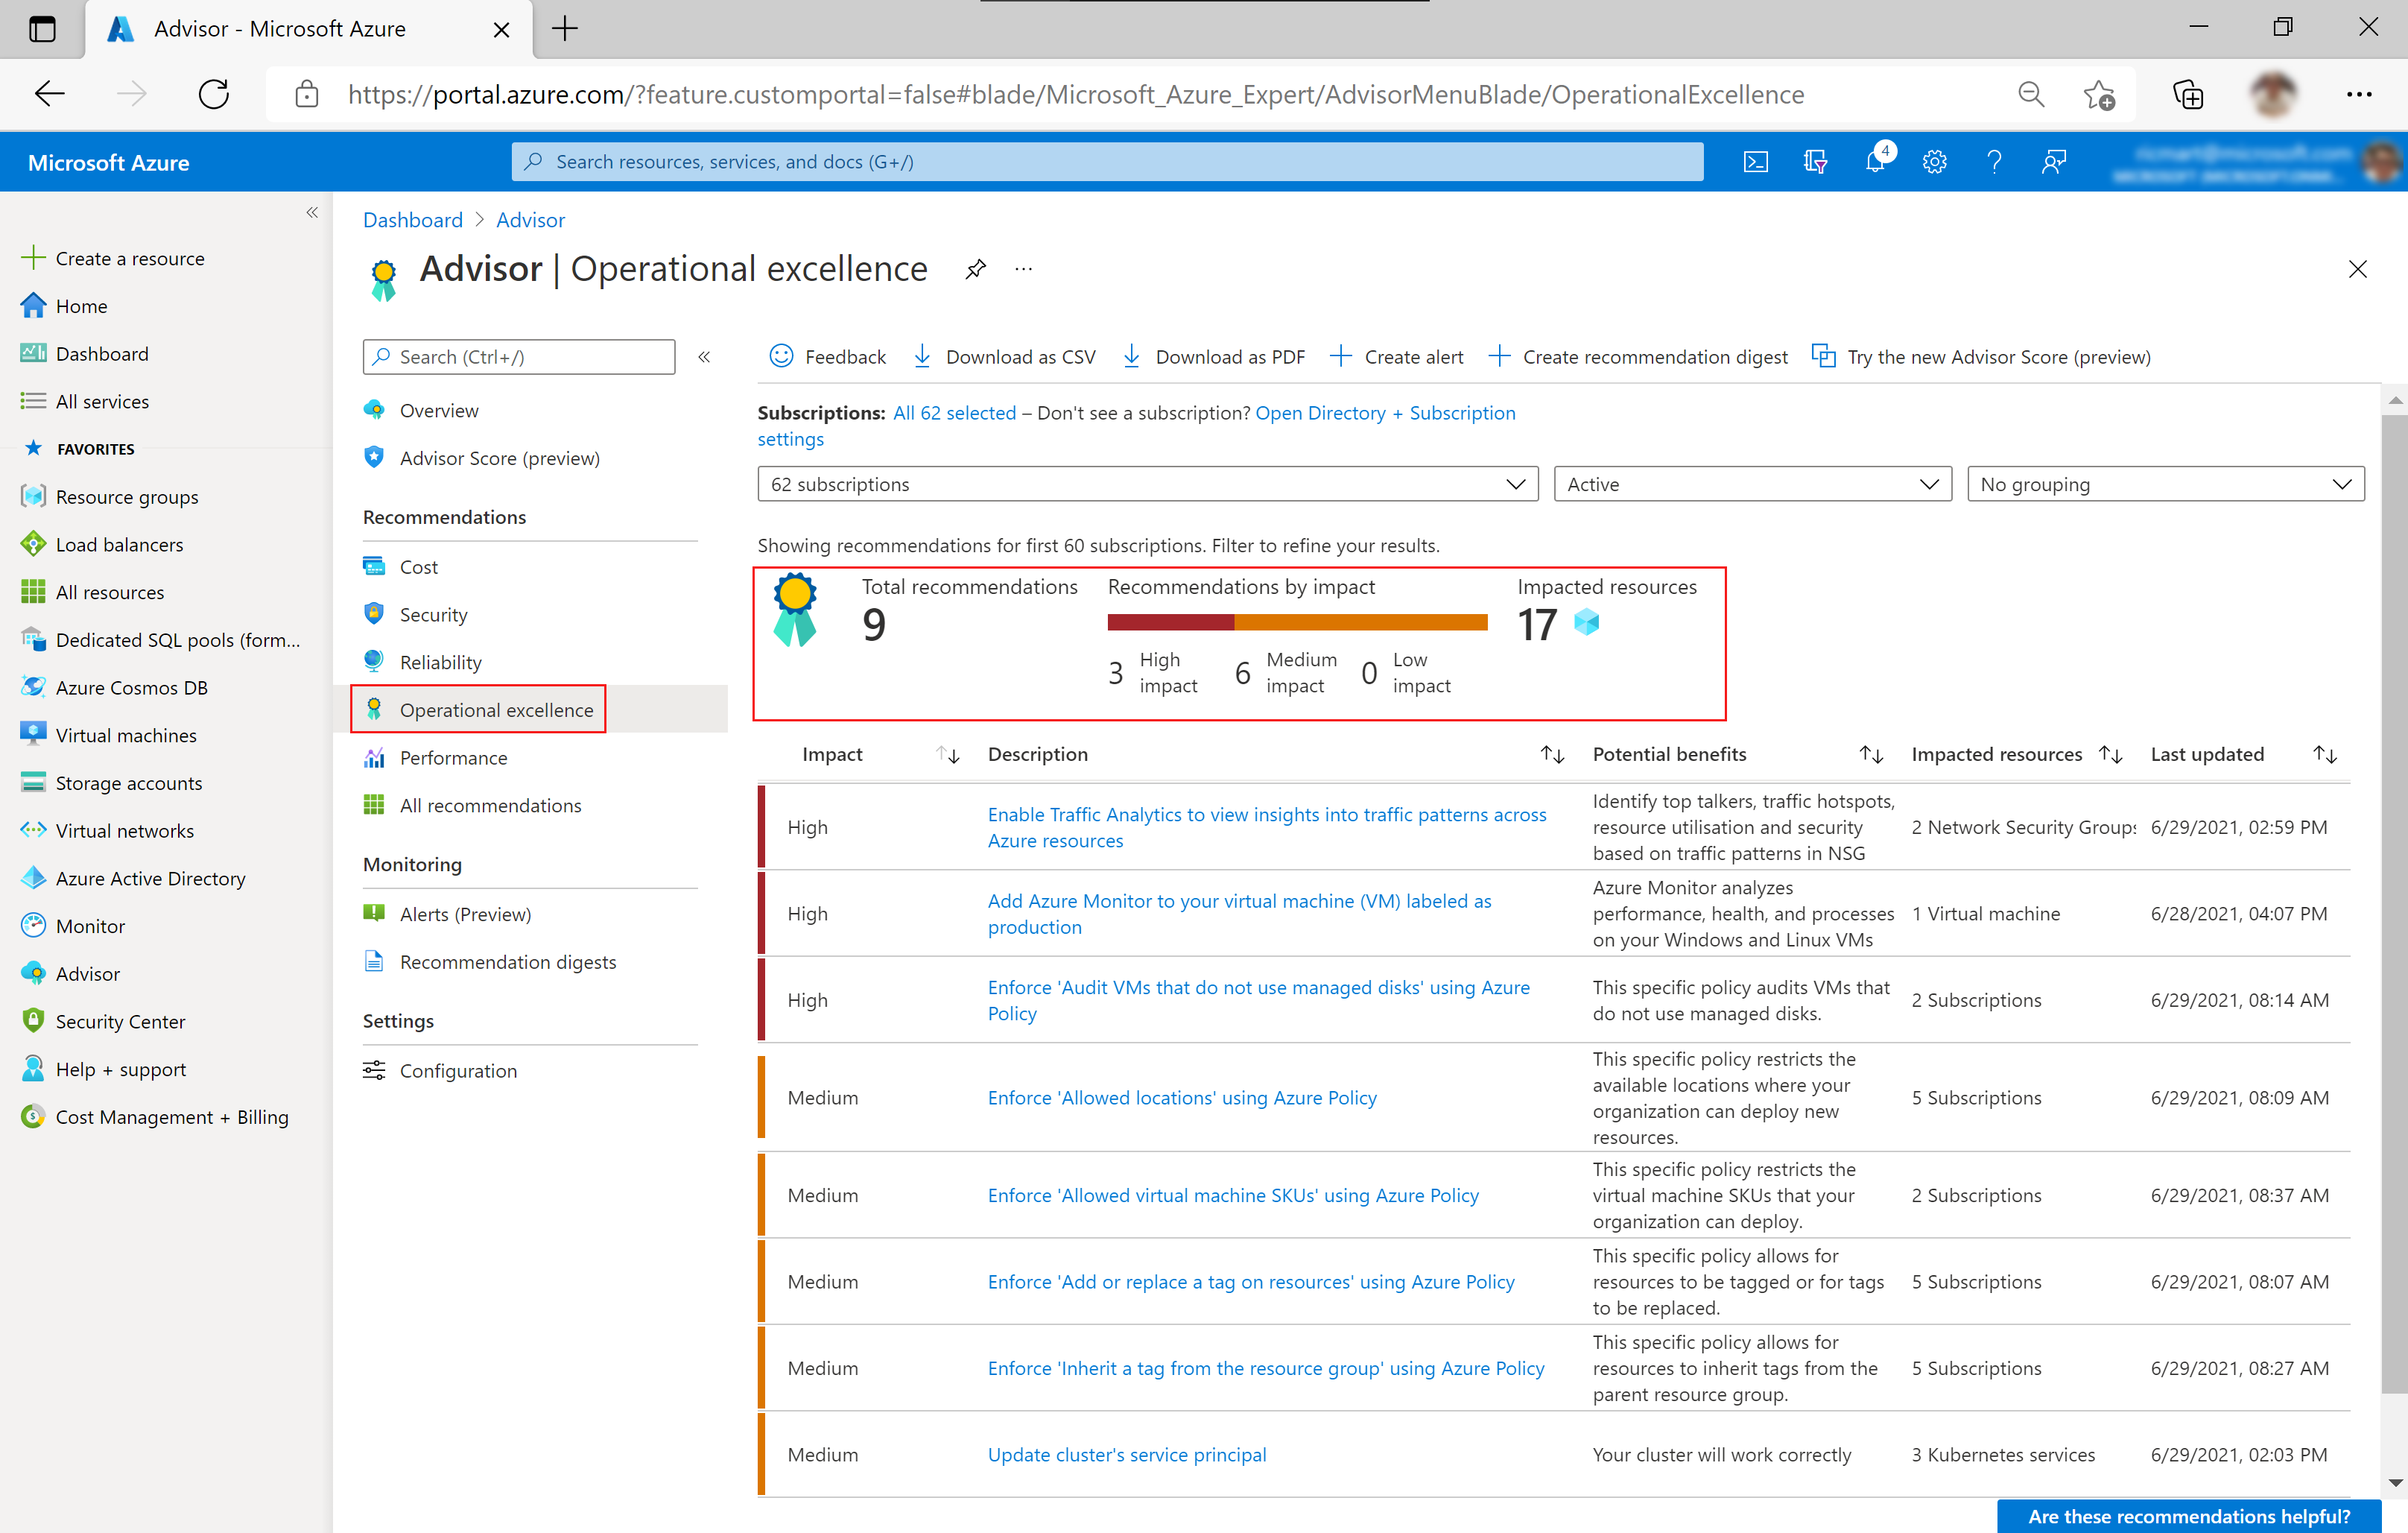 Advisor - Microsoft Azure
https://portal.azure.com/?feature.customportal=false#blade/Microsoft_Azure_Expert/AdvisorMenuBlade/OperationalExcellence
Microsoft Azure
Search resources, services, and docs (G+/)
4
Create a resource
Home
Dashboard
All services
FAVORITES
Resource groups
Load balancers
All resources
Dedicated SQL pools (form...
Azure Cosmos DB
Virtual machines
Storage accounts
Virtual networks
Azure Active Directory
Monitor
Advisor
Security Center
Help + support
Cost Management + Billing
Dashboard > Advisor
Advisor | Operational excellence
Search (Ctrl+/)
Overview
Advisor Score (preview)
Recommendations
Cost
Security
Reliability
Operational excellence
Performance
All recommendations
Monitoring
Alerts (Preview)
Recommendation digests
Settings
Configuration
Feedback Download as CSV Download as PDF Create alert Create recommendation digest Try the new Advisor Score (preview)
Subscriptions: All 62 selected – Don't see a subscription? Open Directory + Subscription
settings
62 subscriptions Active No grouping
Showing recommendations for first 60 subscriptions. Filter to refine your results.
Total recommendations
9
Recommendations by impact
3 High impact 6 Medium impact 0 Low impact
Impacted resources
17
Impact Description Potential benefits Impacted resources Last updated
High
Enable Traffic Analytics to view insights into traffic patterns across
Azure resources
Identify top talkers, traffic hotspots,
resource utilisation and security
based on traffic patterns in NSG
2 Network Security Groups
6/29/2021, 02:59 PM
High
Add Azure Monitor to your virtual machine (VM) labeled as
production
Azure Monitor analyzes
performance, health, and processes
on your Windows and Linux VMs
1 Virtual machine
6/28/2021, 04:07 PM
High
Enforce 'Audit VMs that do not use managed disks' using Azure
Policy
This specific policy audits VMs that
do not use managed disks.
2 Subscriptions
6/29/2021, 08:14 AM
Medium
Enforce 'Allowed locations' using Azure Policy
This specific policy restricts the
available locations where your
organization can deploy new
resources.
5 Subscriptions
6/29/2021, 08:09 AM
Medium
Enforce 'Allowed virtual machine SKUs' using Azure Policy
This specific policy restricts the
virtual machine SKUs that your
organization can deploy.
2 Subscriptions
6/29/2021, 08:37 AM
Medium
Enforce 'Add or replace a tag on resources' using Azure Policy
This specific policy allows for
resources to be tagged or for tags
to be replaced.
5 Subscriptions
6/29/2021, 08:07 AM
Medium
Enforce 'Inherit a tag from the resource group' using Azure Policy
This specific policy allows for
resources to inherit tags from the
parent resource group.
5 Subscriptions
6/29/2021, 08:27 AM
Medium
Update cluster's service principal
Your cluster will work correctly
3 Kubernetes services
6/29/2021, 02:03 PM
Are these recommendations helpful?